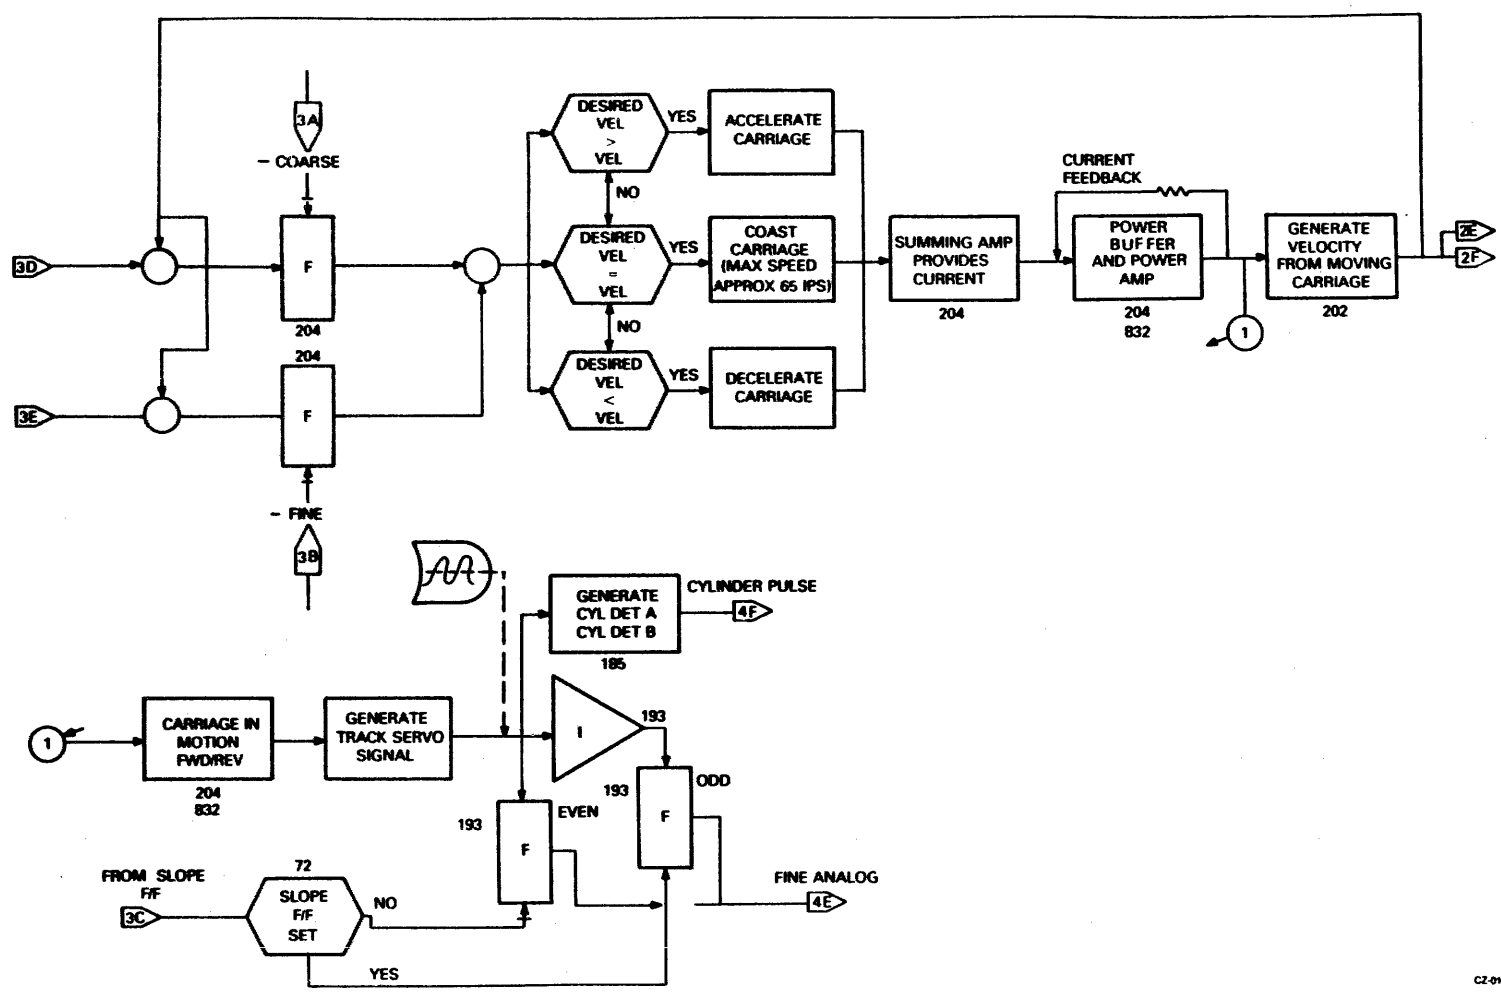 3A
– COARSE
3D
F
204
204
3E
F
– FINE
3B
DESIRED
VEL
>
VEL
YES
ACCELERATE
CARRIAGE
NO
DESIRED
VEL
=
VEL
YES
COAST
CARRIAGE
(MAX SPEED
APPROX 65 IPS)
NO
DESIRED
VEL
<
VEL
YES
DECELERATE
CARRIAGE
SUMMING AMP
PROVIDES
CURRENT
204
CURRENT
FEEDBACK
POWER
BUFFER
AND POWER
AMP
204
832
1
GENERATE
VELOCITY
FROM MOVING
CARRIAGE
202
2E
2F
GENERATE
CYL DET A
CYL DET B
185
CYLINDER PULSE
4F
1
CARRIAGE IN
MOTION
FWD/REV
204
832
GENERATE
TRACK SERVO
SIGNAL
I
193
193
F
ODD
193
F
EVEN
FROM SLOPE
F/F
3C
72
SLOPE
F/F
SET
NO
YES
FINE ANALOG
4E
CZ-01